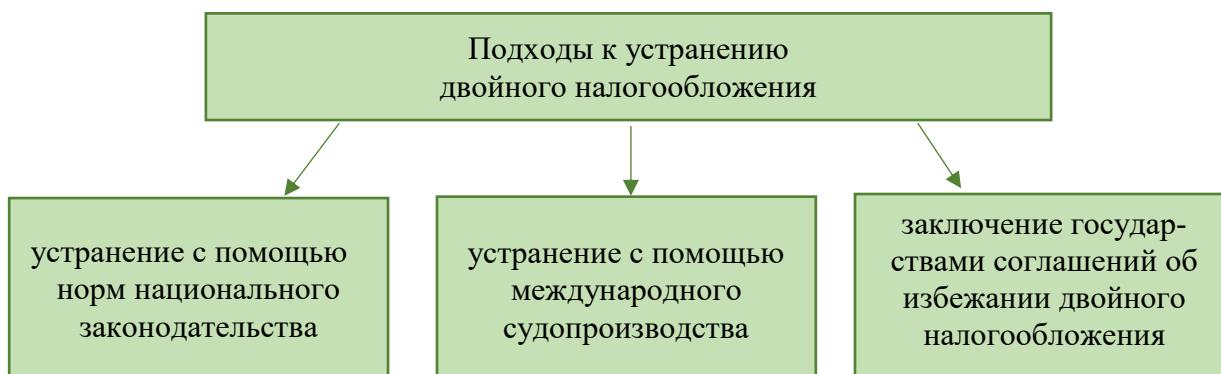 Подходы к устранению
двойного налогообложения
устранение с помощью
норм национального
законодательства
устранение с помощью
международного
судопроизводства
заключение государ-
ствами соглашений об
избежании двойного
налогообложения